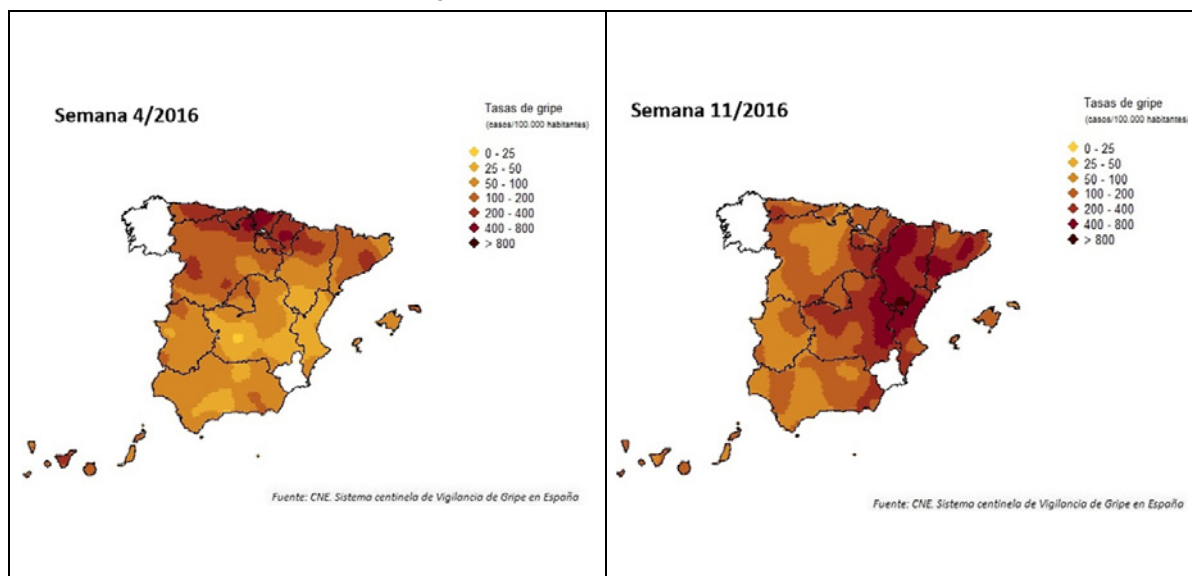 Semana 4/2016
Tasas de gripe
(casos/100.000 habitantes)
0 - 25
25 - 50
50 - 100
100 - 200
200 - 400
400 - 800
> 800
Fuente: CNE. Sistema centinela de Vigilancia de Gripe en España
Semana 11/2016
Tasas de gripe
(casos/100.000 habitantes)
0 - 25
25 - 50
50 - 100
100 - 200
200 - 400
400 - 800
> 800
Fuente: CNE. Sistema centinela de Vigilancia de Gripe en España